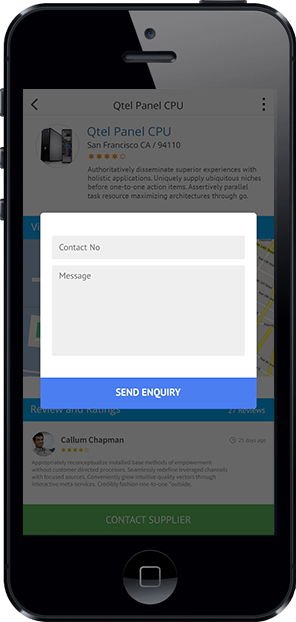 Qtel Panel CPU
Qtel Panel CPU
San Francisco CA / 94110
Authoritatively disseminate superior experiences with
holistic applications. Uniquely supply ubiquitous niches
before one-to-one action items. Assertively parallel
task resource maximizing architectures through go.
Vi
Contact No
Message
SEND ENQUIRY
Review and Ratings 27 Reviews
Callum Chapman 25 days ago
Appropriately reconceptualize installed base methods of empowerment
without customer directed processes. Seamlessly redefine leveraged channels
with focused sources. Conveniently grow intuitive quality vectors through
interactive meta-services. Credibly fashion one-to-one "outside
CONTACT SUPPLIER